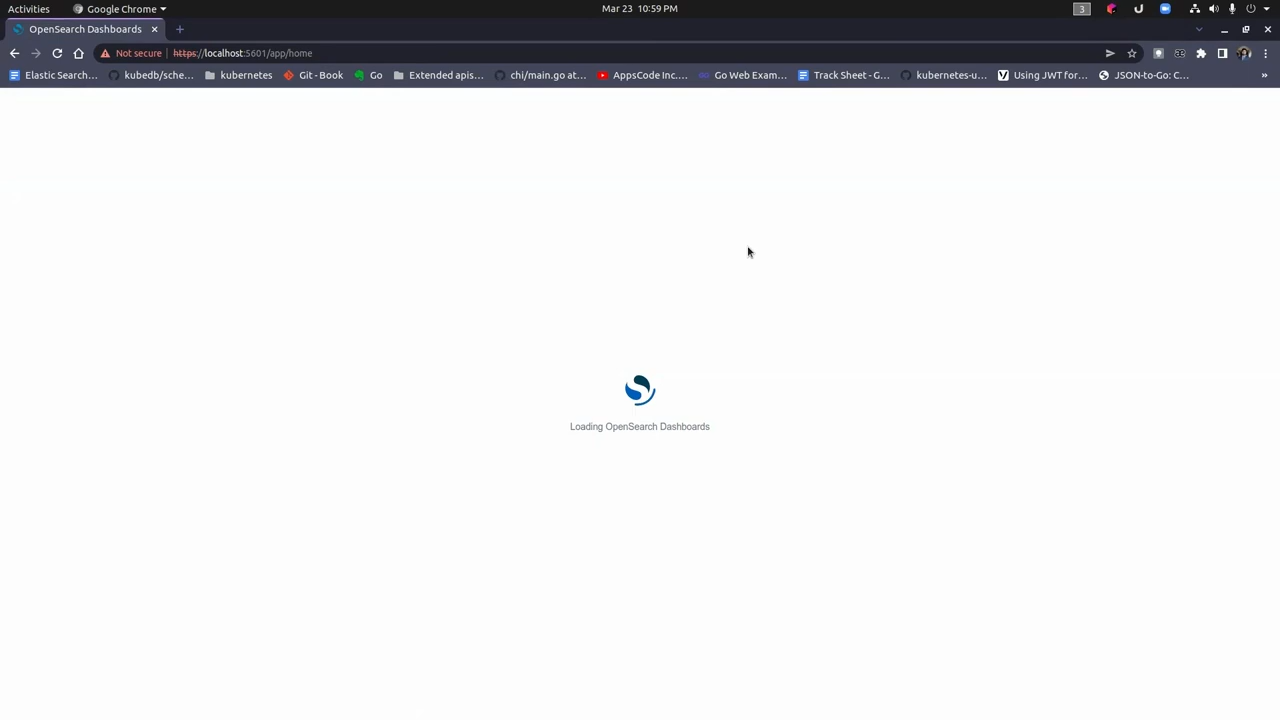 Activities
Google Chrome
Mar 23 10:59 PM
3
OpenSearch Dashboards
Not secure
https://localhost:5601/app/home
Elastic Search...
kubedb/sche...
kubernetes
Git - Book
Go
Extended apis...
chi/main.go at...
AppsCode Inc....
Go Web Exam...
Track Sheet - G...
kubernetes-u...
Using JWT for...
JSON-to-Go: C...
»
Loading OpenSearch Dashboards